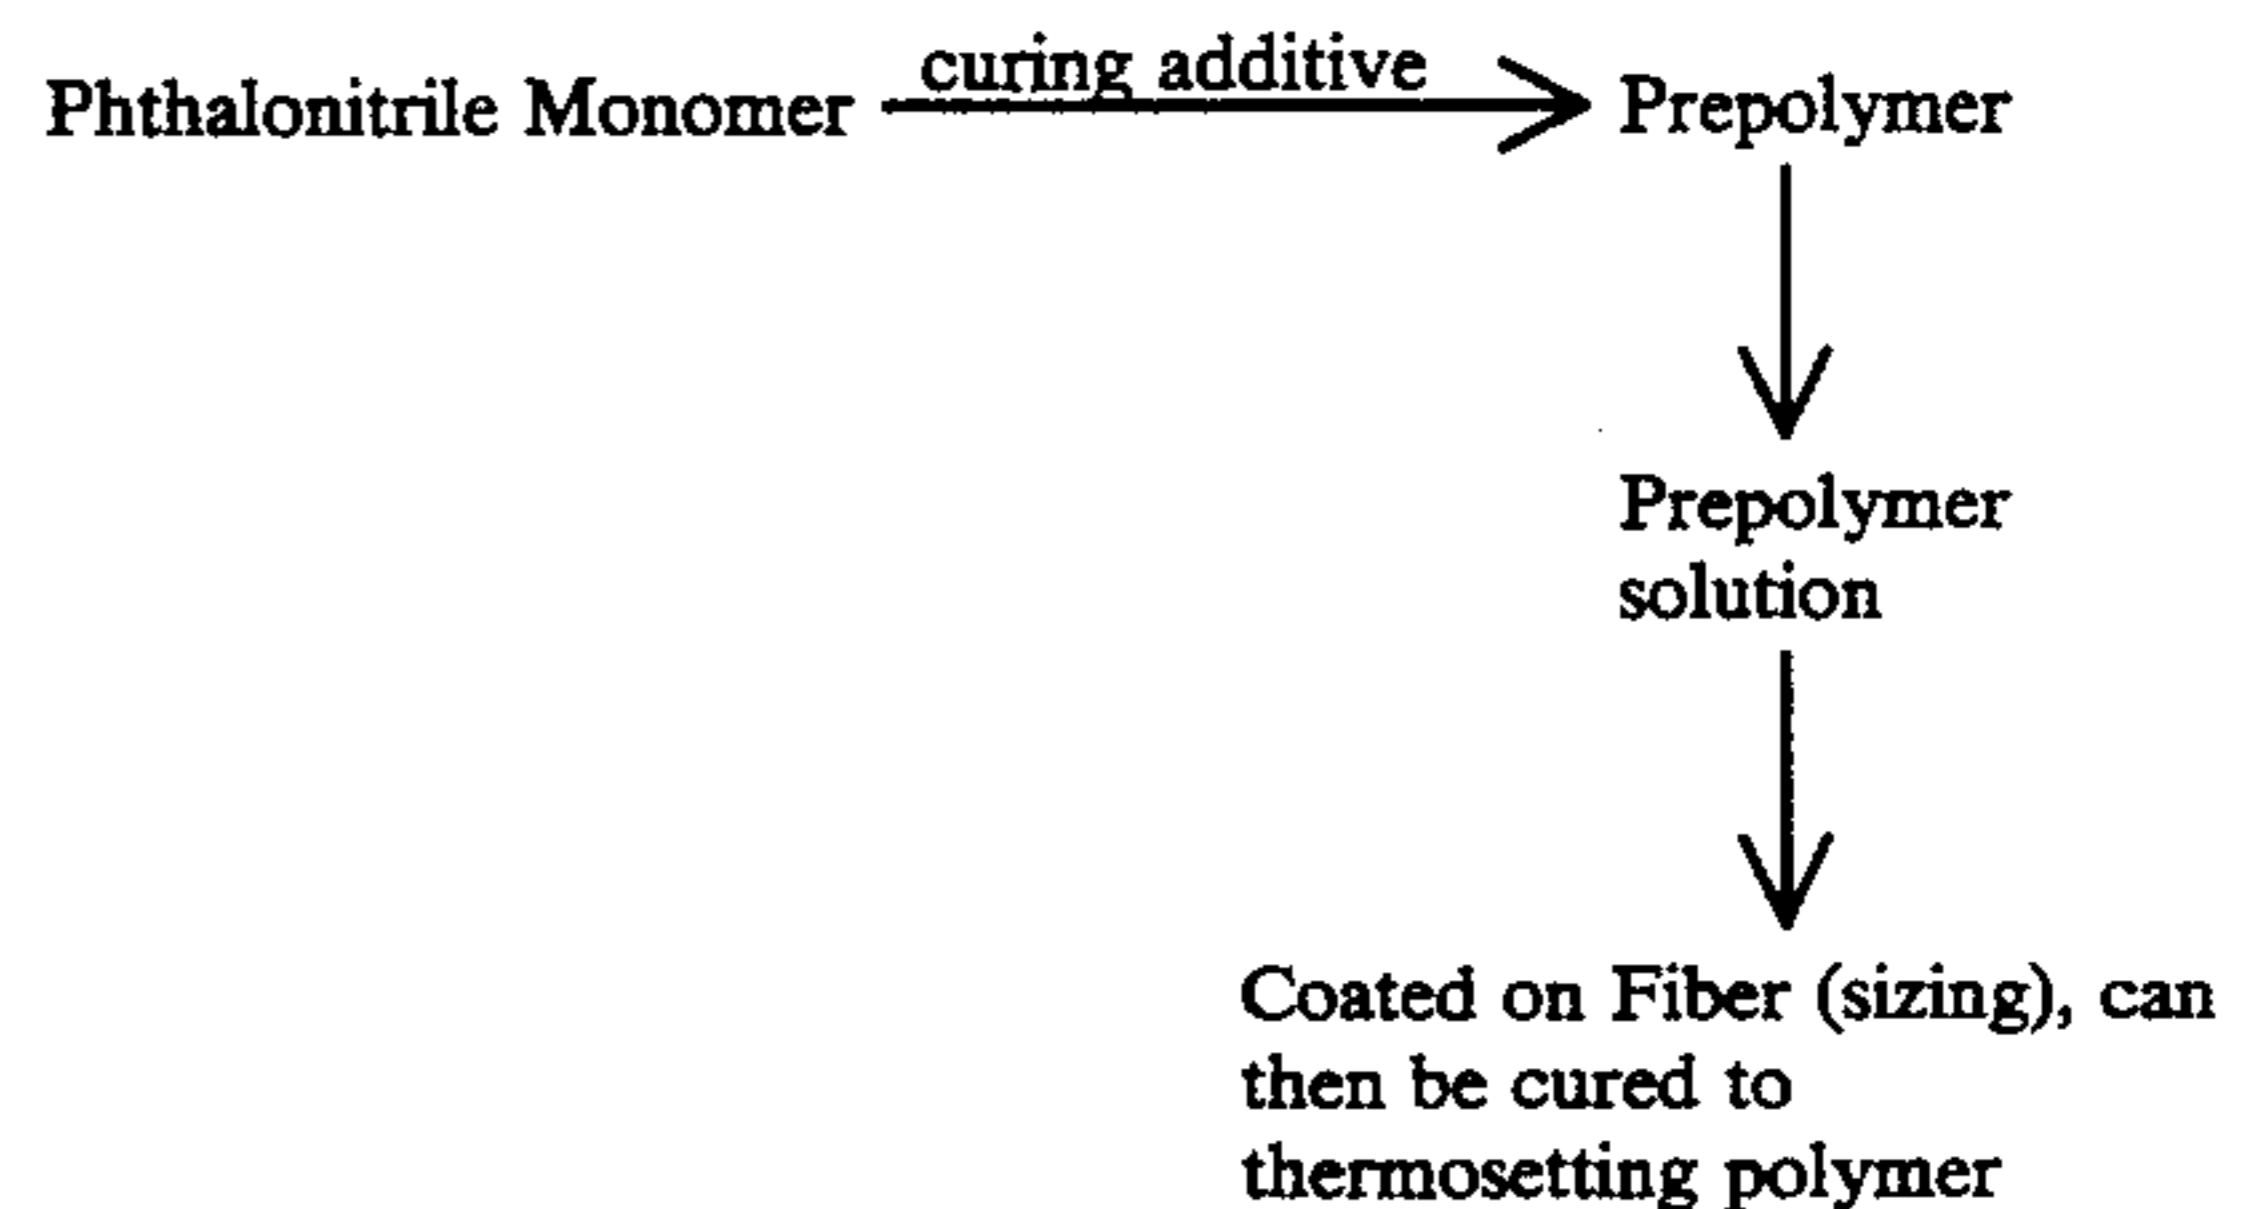 Phthalonitrile Monomer curing additive Prepolymer
Prepolymer
solution
Coated on Fiber (sizing), can
then be cured to
thermosetting polymer